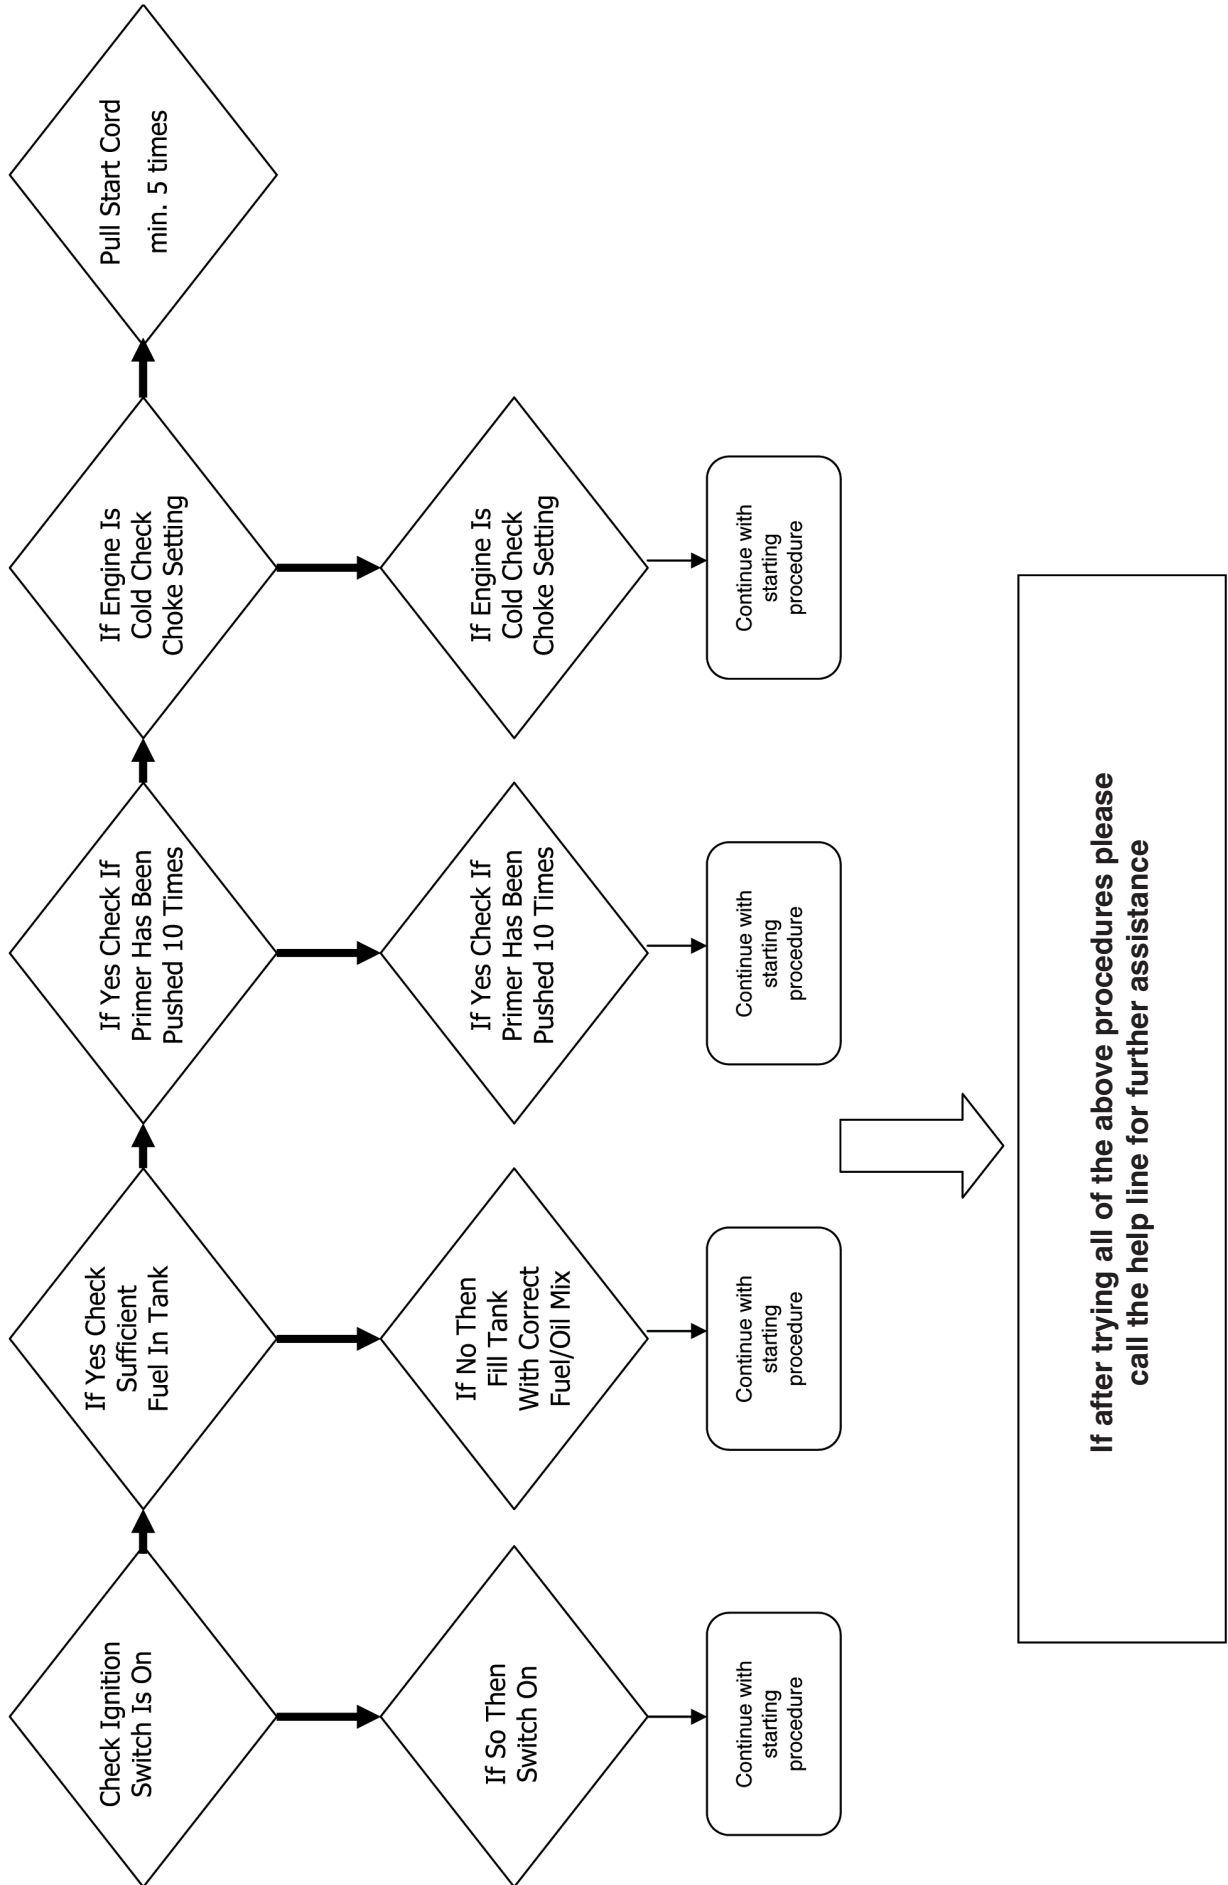 Check Ignition
Switch Is On
If Yes Check
Sufficient
Fuel In Tank
If Yes Check If
Primer Has Been
Pushed 10 Times
If Engine Is
Cold Check
Choke Setting
Pull Start Cord
min. 5 times
If So Then
Switch On
If No Then
Fill Tank
With Correct
Fuel/Oil Mix
If Yes Check If
Primer Has Been
Pushed 10 Times
If Engine Is
Cold Check
Choke Setting
Continue with
starting
procedure
Continue with
starting
procedure
Continue with
starting
procedure
Continue with
starting
procedure
If after trying all of the above procedures please
call the help line for further assistance